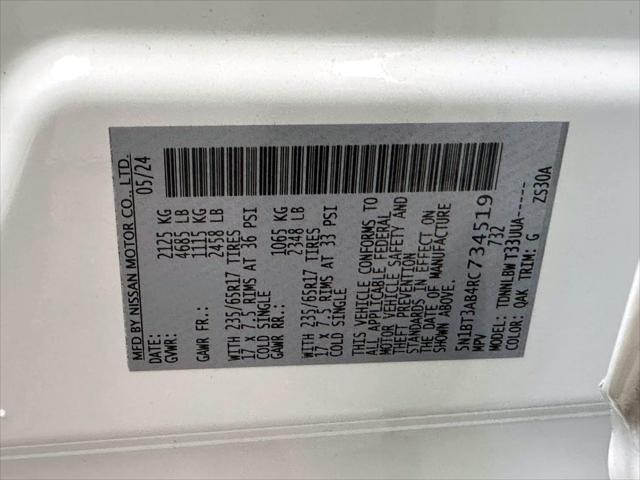 MFD BY NISSAN MOTOR CO., LTD.
DATE: 05/24
GVWR: 2125 KG
4685 LB
GAWR FR.: 1115 KG
2458 LB
WITH 235/65R17 TIRES
17 X 7.5 RIMS AT 36 PSI
COLD SINGLE
GAWR RR.: 1065 KG
2348 LB
WITH 235/65R17 TIRES
17 X 7.5 RIMS AT 33 PSI
COLD SINGLE
THIS VEHICLE CONFORMS TO
ALL APPLICABLE FEDERAL
MOTOR VEHICLE SAFETY AND
THEFT PREVENTION
STANDARDS IN EFFECT ON
THE DATE OF MANUFACTURE
SHOWN ABOVE.
5N1BT3AB4RC734519
MPV 732
MODEL: TDWNLBW T33UUA-----
COLOR: QAK TRIM: G ZS30A